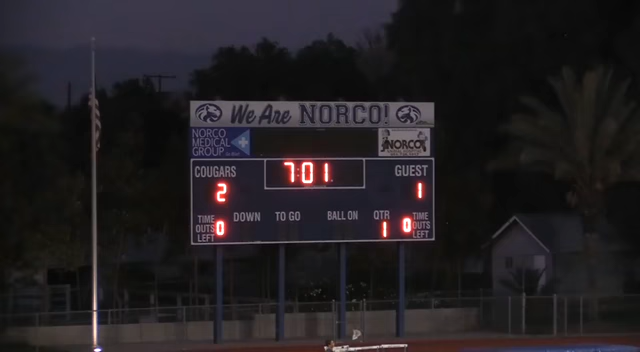 We Are NORCO!
NORCO
MEDICAL
GROUP
NORCO
COUGARS 7:01 GUEST
2 1
TIME OUTS LEFT 0 DOWN TO GO BALL ON QTR 1 0 TIME OUTS LEFT